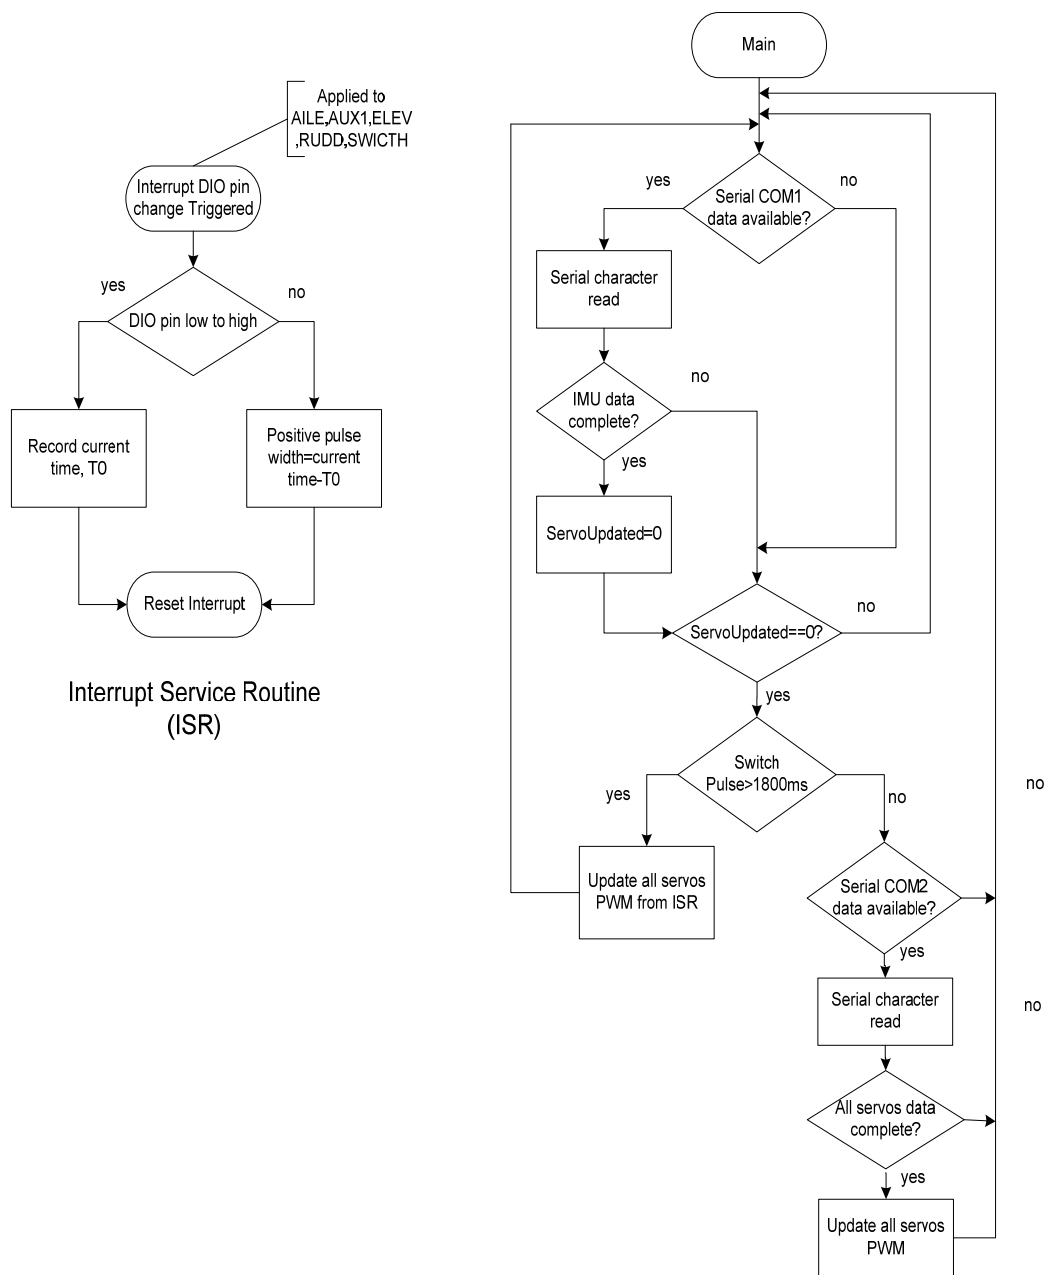 Applied to
AILE,AUX1,ELEV
,RUDD,SWICTH
Interrupt DIO pin
change Triggered
yes
no
DIO pin low to high
Record current
time, T0
Positive pulse
width=current
time-T0
Reset Interrupt
Interrupt Service Routine
(ISR)
Main
yes
no
Serial COM1
data available?
Serial character
read
no
IMU data
complete?
yes
ServoUpdated=0
no
ServoUpdated==0?
yes
Switch
Pulse>1800ms
yes
no
no
Update all servos
PWM from ISR
Serial COM2
data available?
yes
Serial character
read
no
All servos data
complete?
yes
Update all servos
PWM